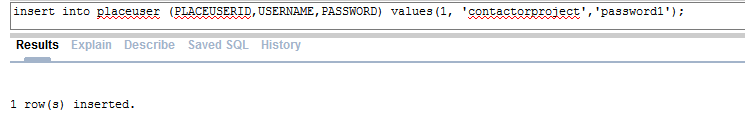 insert into placeuser (PLACEUSERID,USERNAME,PASSWORD) values(1, 'contactorproject','password1');
Results Explain Describe Saved SQL History
1 row(s) inserted.